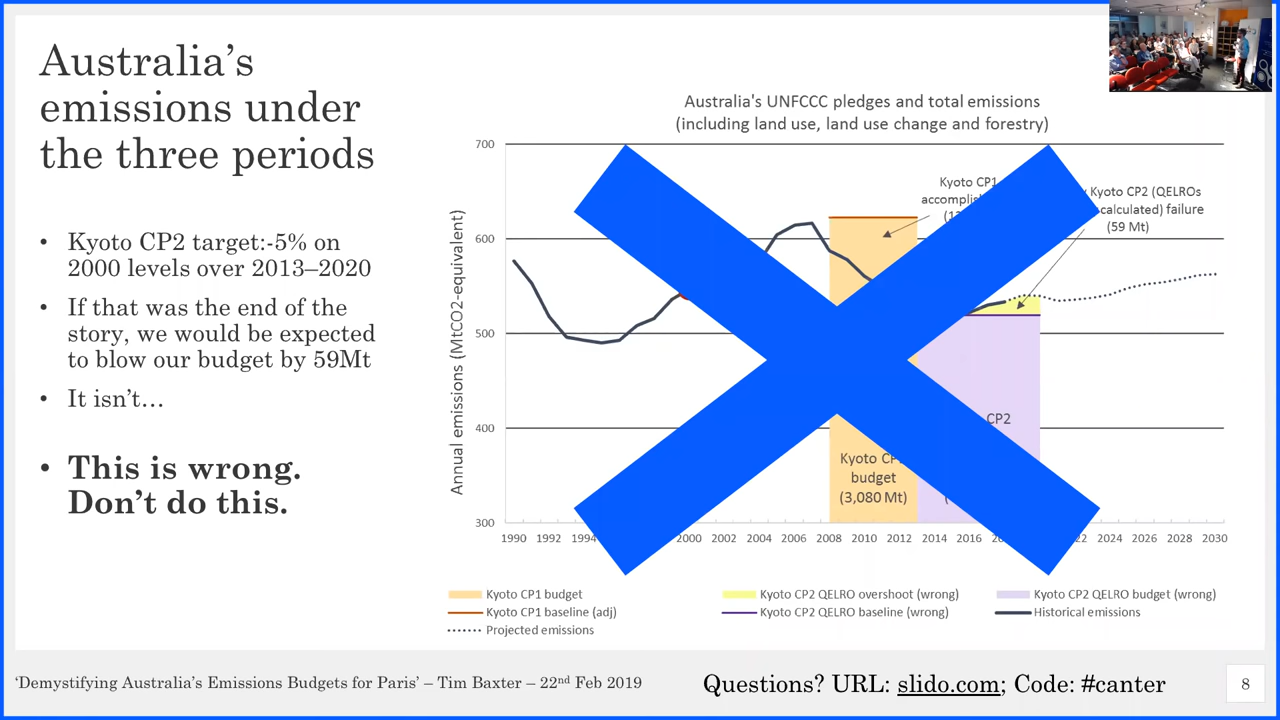 Australia's
emissions under
the three periods
• Kyoto CP2 target:-5% on
2000 levels over 2013–2020
• If that was the end of the
story, we would be expected
to blow our budget by 59Mt
• It isn't…
• This is wrong.
Don't do this.
Australia's UNFCCC pledges and total emissions
(including land use, land use change and forestry)
Annual emissions (MtCO2-equivalent)
700
600
500
400
300
Kyoto CP1
Kyoto CP2 (QELROs
failure
(59 Mt)
CP2
Kyoto
budget
(3,080 Mt)
1990 1992 1994 2000 2002 2004 2006 2008 2010 2012 2014 2016 2024 2026 2028 2030
Kyoto CP1 budget
Kyoto CP2 QELRO overshoot (wrong)
Kyoto CP2 QELRO budget (wrong)
Kyoto CP1 baseline (adj)
Kyoto CP2 QELRO baseline (wrong)
Historical emissions
Projected emissions
'Demystifying Australia's Emissions Budgets for Paris' – Tim Baxter – 22nd Feb 2019
Questions? URL: slido.com; Code: #canter
8